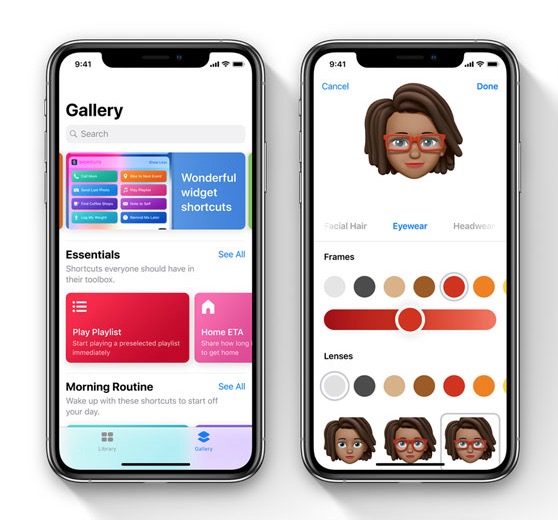 9:41
Gallery
Search
SHORTCUTS
Show Less
Call Mom
Bike to Next Event
Send Last Photo
Play Playlist
Find Coffee Shops
Note to Self
Log My Weight
Remind Me Later
Wonderful
widget
shortcuts
Essentials
See All
Shortcuts everyone should have in
their toolbox.
Play Playlist
Start playing a preselected playlist
immediately
Home ETA
Share how long
to get home
Morning Routine
See All
Wake up with these shortcuts to start off
your day.
Library
Gallery
9:41
Cancel
Done
Facial Hair
Eyewear
Headwear
Frames
Lenses